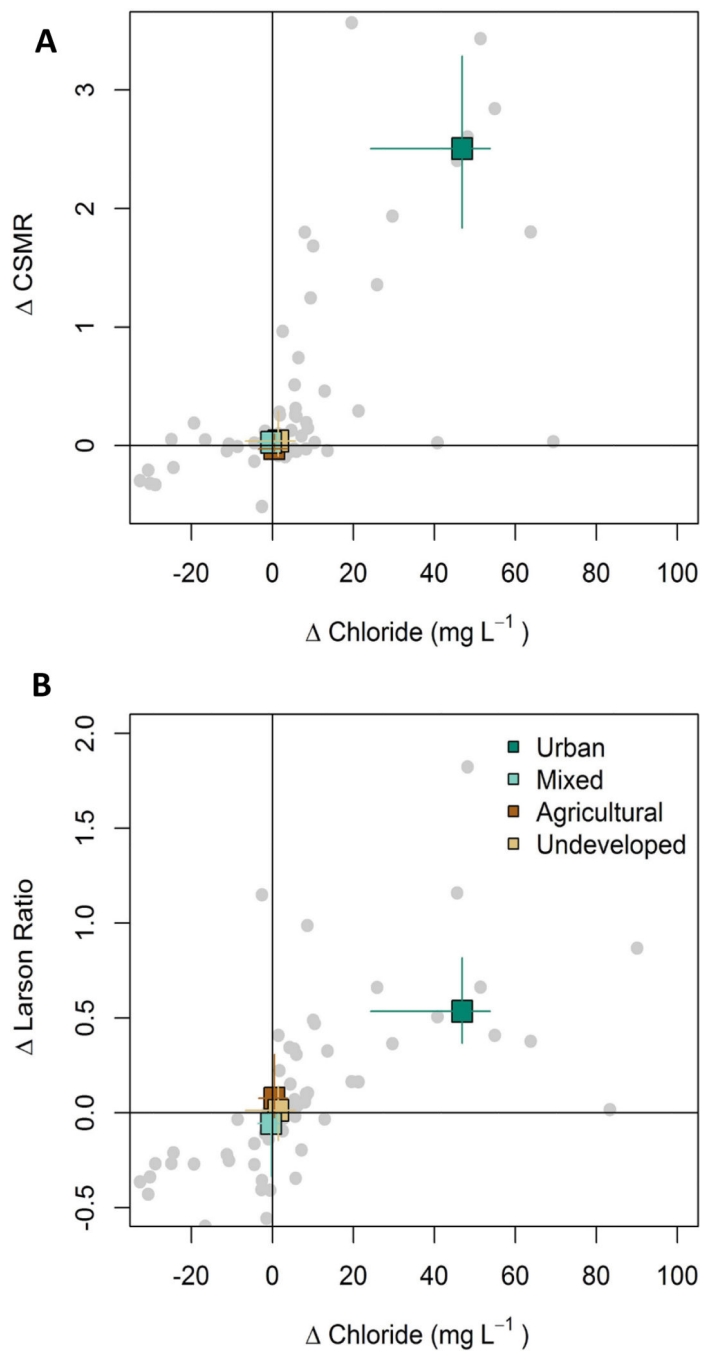 A
3
2
1
0
Δ CSMR
-20 0 20 40 60 80 100
Δ Chloride (mg L⁻¹ )
B
2.0
1.5
1.0
0.5
0.0
-0.5
Δ Larson Ratio
Urban
Mixed
Agricultural
Undeveloped
-20 0 20 40 60 80 100
Δ Chloride (mg L⁻¹ )